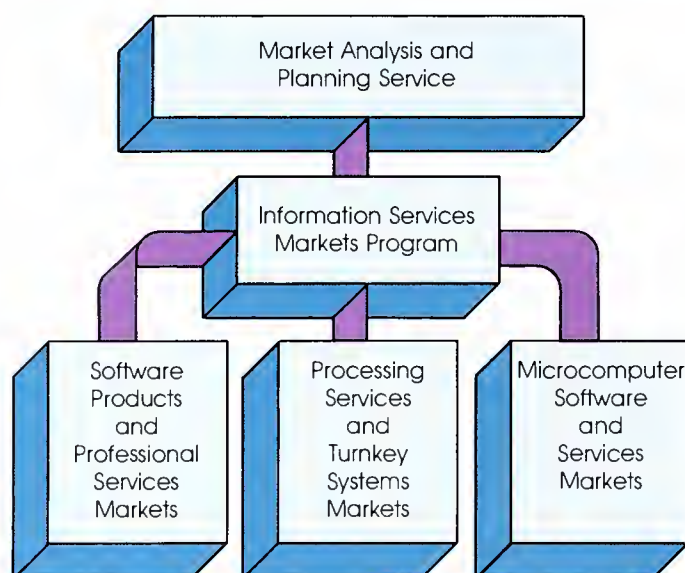 Market Analysis and
Planning Service
Information Services
Markets Program
Software
Products
and
Professional
Services
Markets
Processing
Services
and
Turnkey
Systems
Markets
Microcomputer
Software
and
Services
Markets